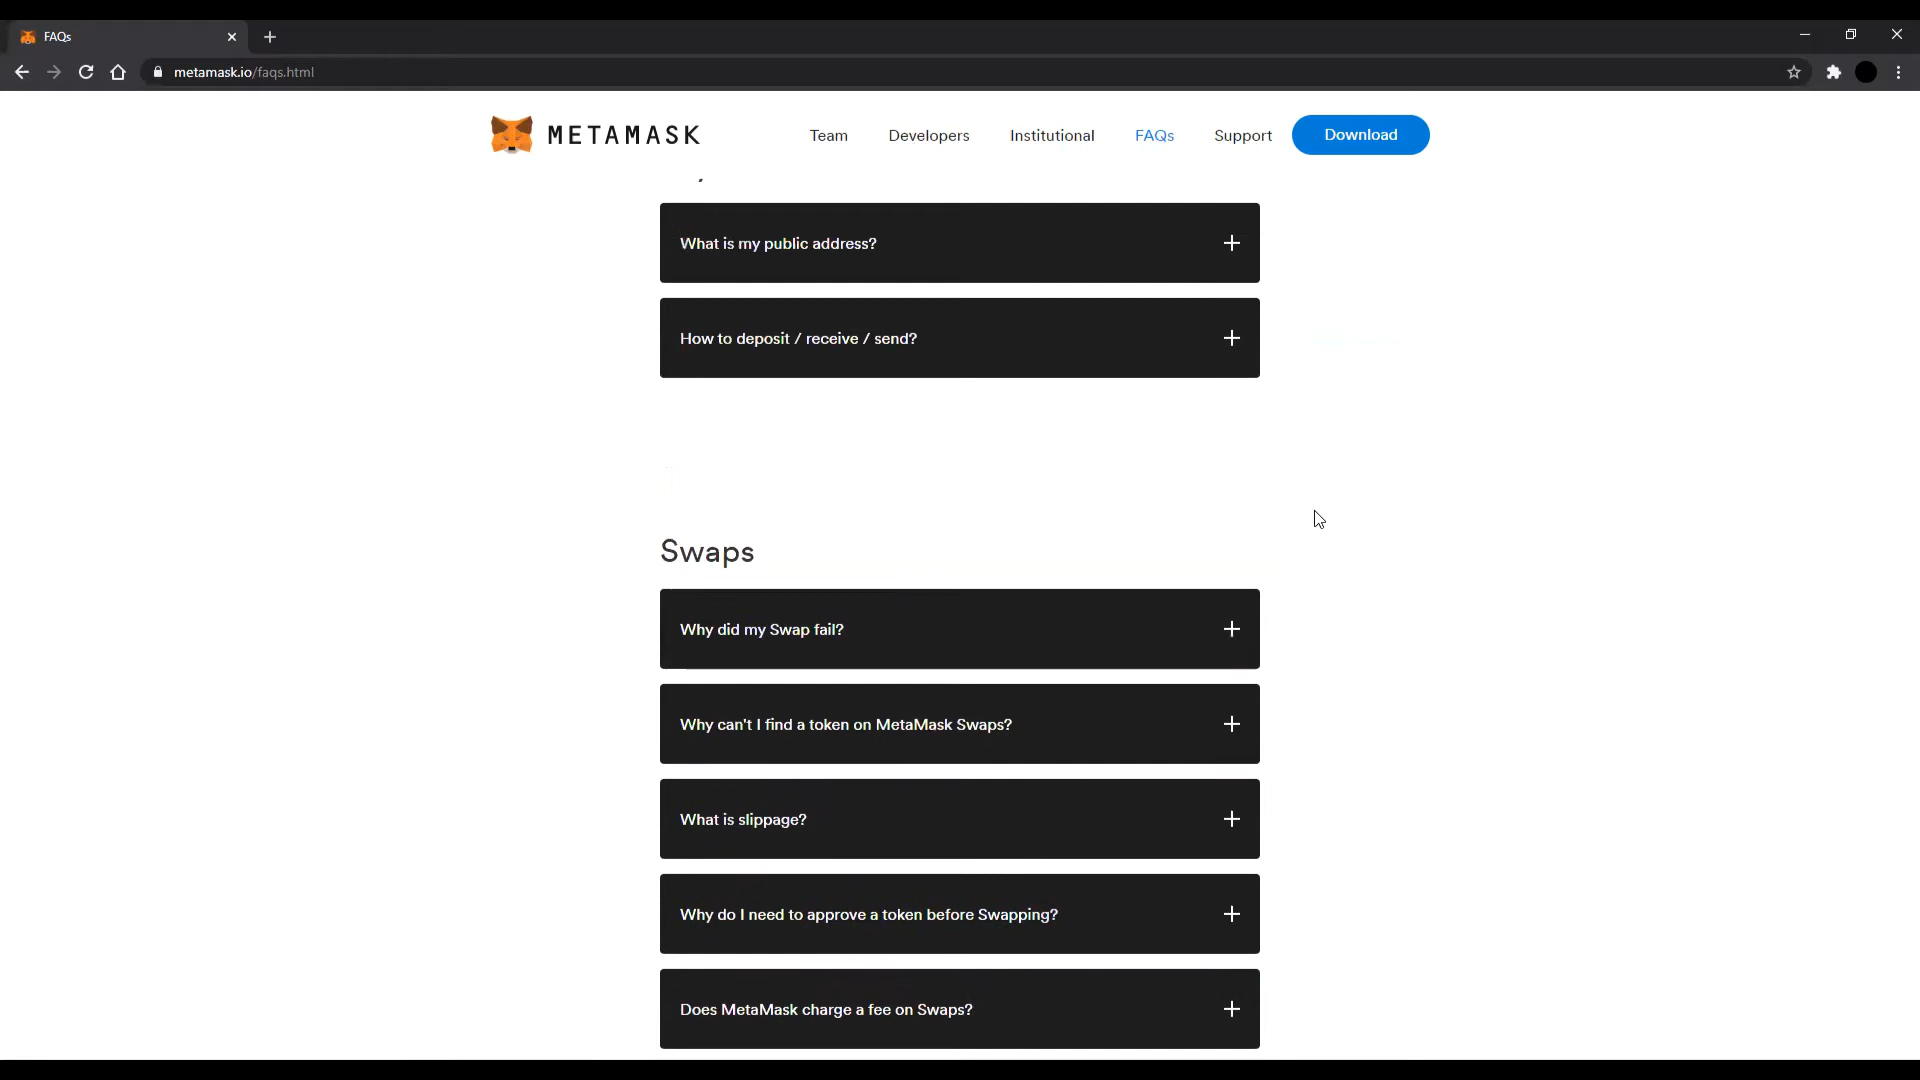 FAQs
metamask.io/faqs.html
METAMASK
Team
Developers
Institutional
FAQs
Support
Download
What is my public address?
How to deposit / receive / send?
Swaps
Why did my Swap fail?
Why can't I find a token on MetaMask Swaps?
What is slippage?
Why do I need to approve a token before Swapping?
Does MetaMask charge a fee on Swaps?